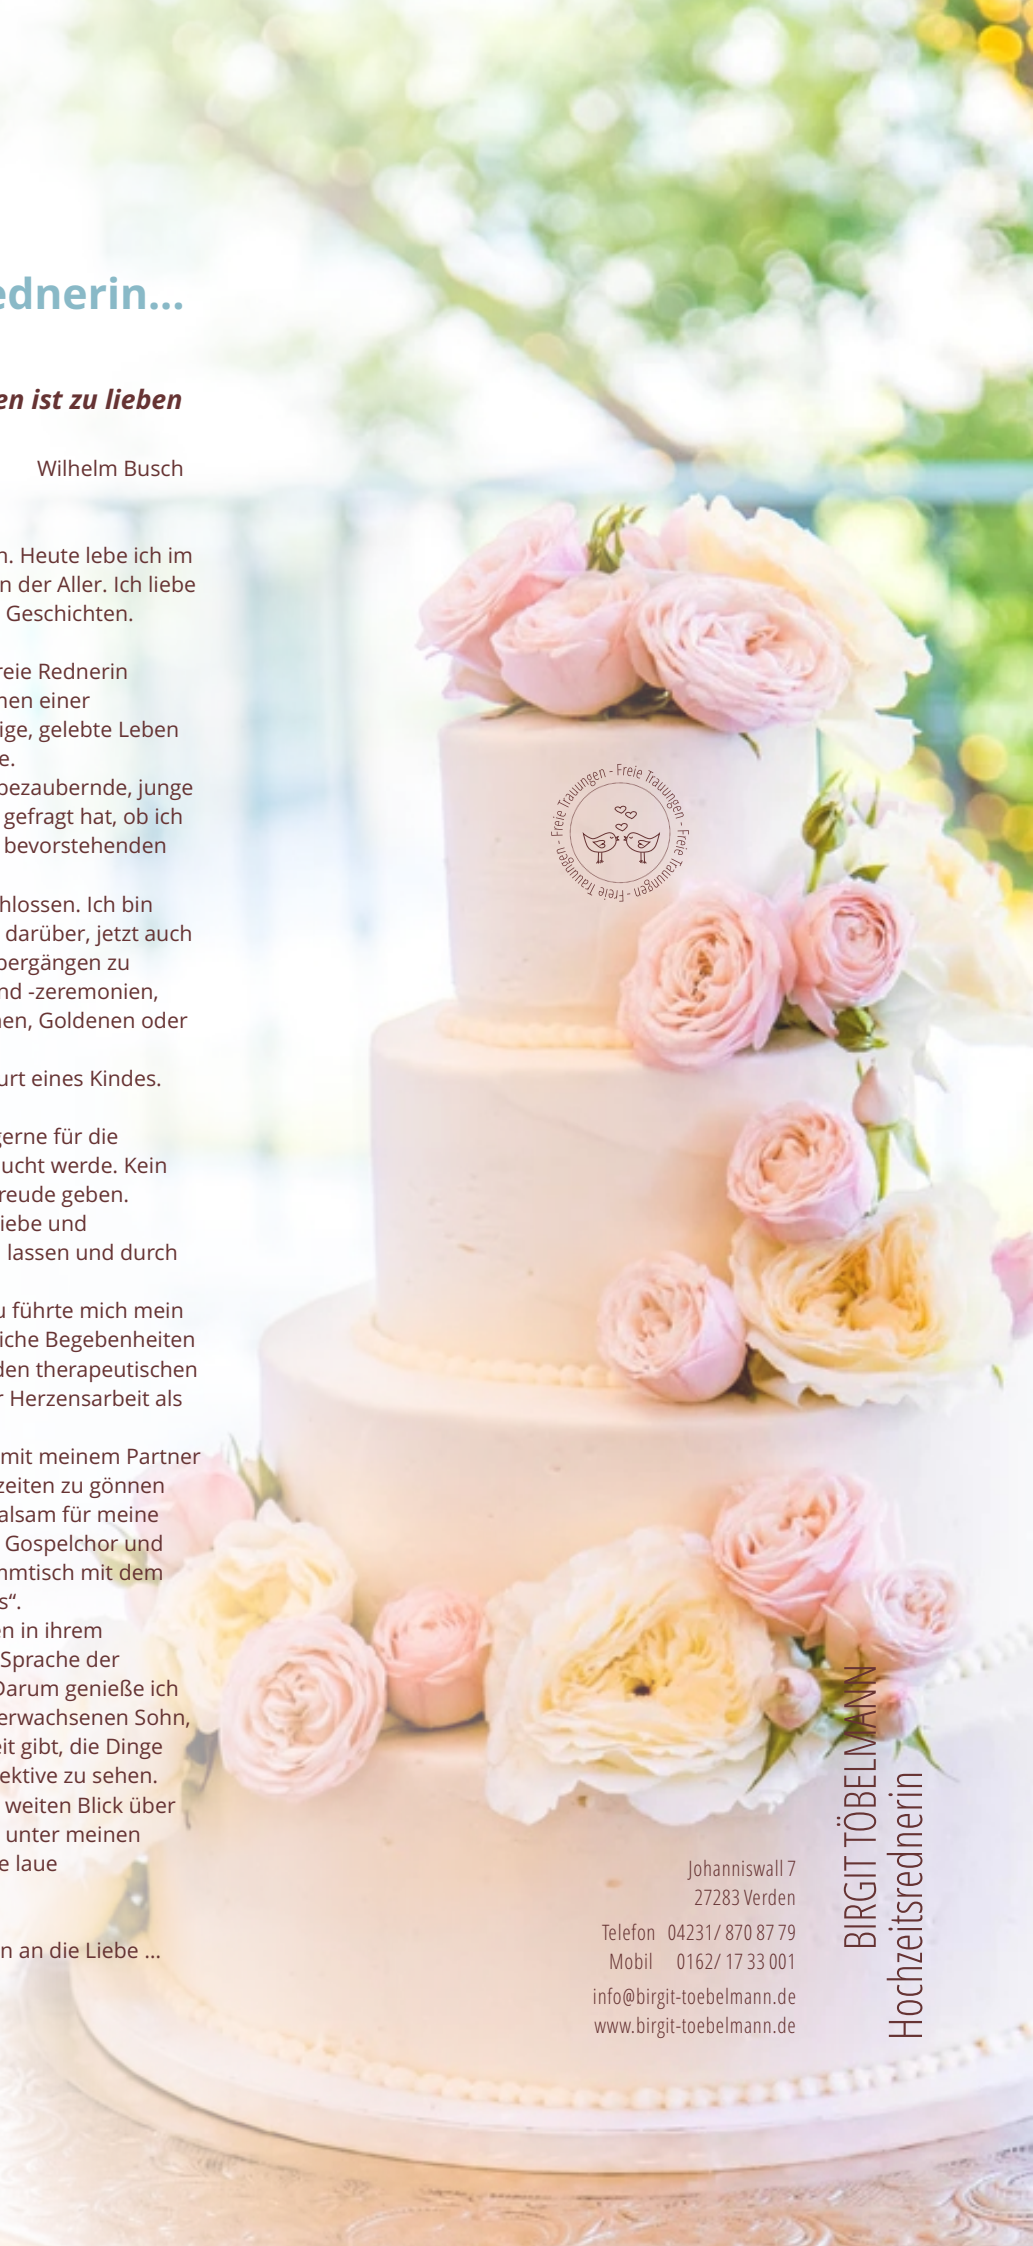 ednerin...
en ist zu lieben
Wilhelm Busch
n. Heute lebe ich im
n der Aller. Ich liebe
Geschichten.
reie Rednerin
nen einer
ige, gelebte Leben
e.
bezaubernde, junge
gefragt hat, ob ich
bevorstehenden
hlossen. Ich bin
darüber, jetzt auch
bergängen zu
nd -zeremonien,
nen, Goldenen oder
urt eines Kindes.
gerne für die
ucht werde. Kein
reude geben.
iebe und
lassen und durch
u führte mich mein
liche Begebenheiten
den therapeutischen
r Herzensarbeit als
mit meinem Partner
zeiten zu gönnen
alsam für meine
Gospelchor und
mmtisch mit dem
s“.
en in ihrem
Sprache der
Darum genieße ich
erwachsenen Sohn,
eit gibt, die Dinge
ektive zu sehen.
weiten Blick über
unter meinen
e laue
n an die Liebe ...
Freie Trauungen - Freie Trauungen - Freie Trauungen - Freie Trauungen -
Johanniswall 7
27283 Verden
Telefon 04231/ 870 87 79
Mobil 0162/ 17 33 001
info@birgit-toebelmann.de
www.birgit-toebelmann.de
BIRGIT TÖBELMANN
Hochzeitsrednerin